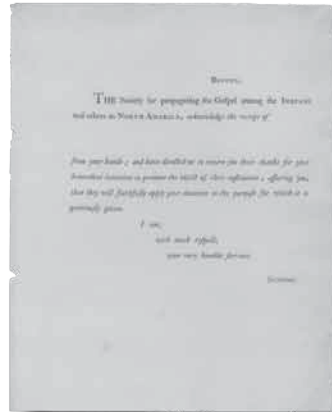 BOSTON,
THE Society for propagating the Gospel among the INDIANS
and others in NORTH AMERICA, acknowledge the receipt of
from your hands; and have directed me to return you their thanks for your
benevolent intention to promote the of their, assuring you,
that they will faithfully apply your donation to the purpose for which it is
generously given.
I am,
with much respect,
your very humble servant.